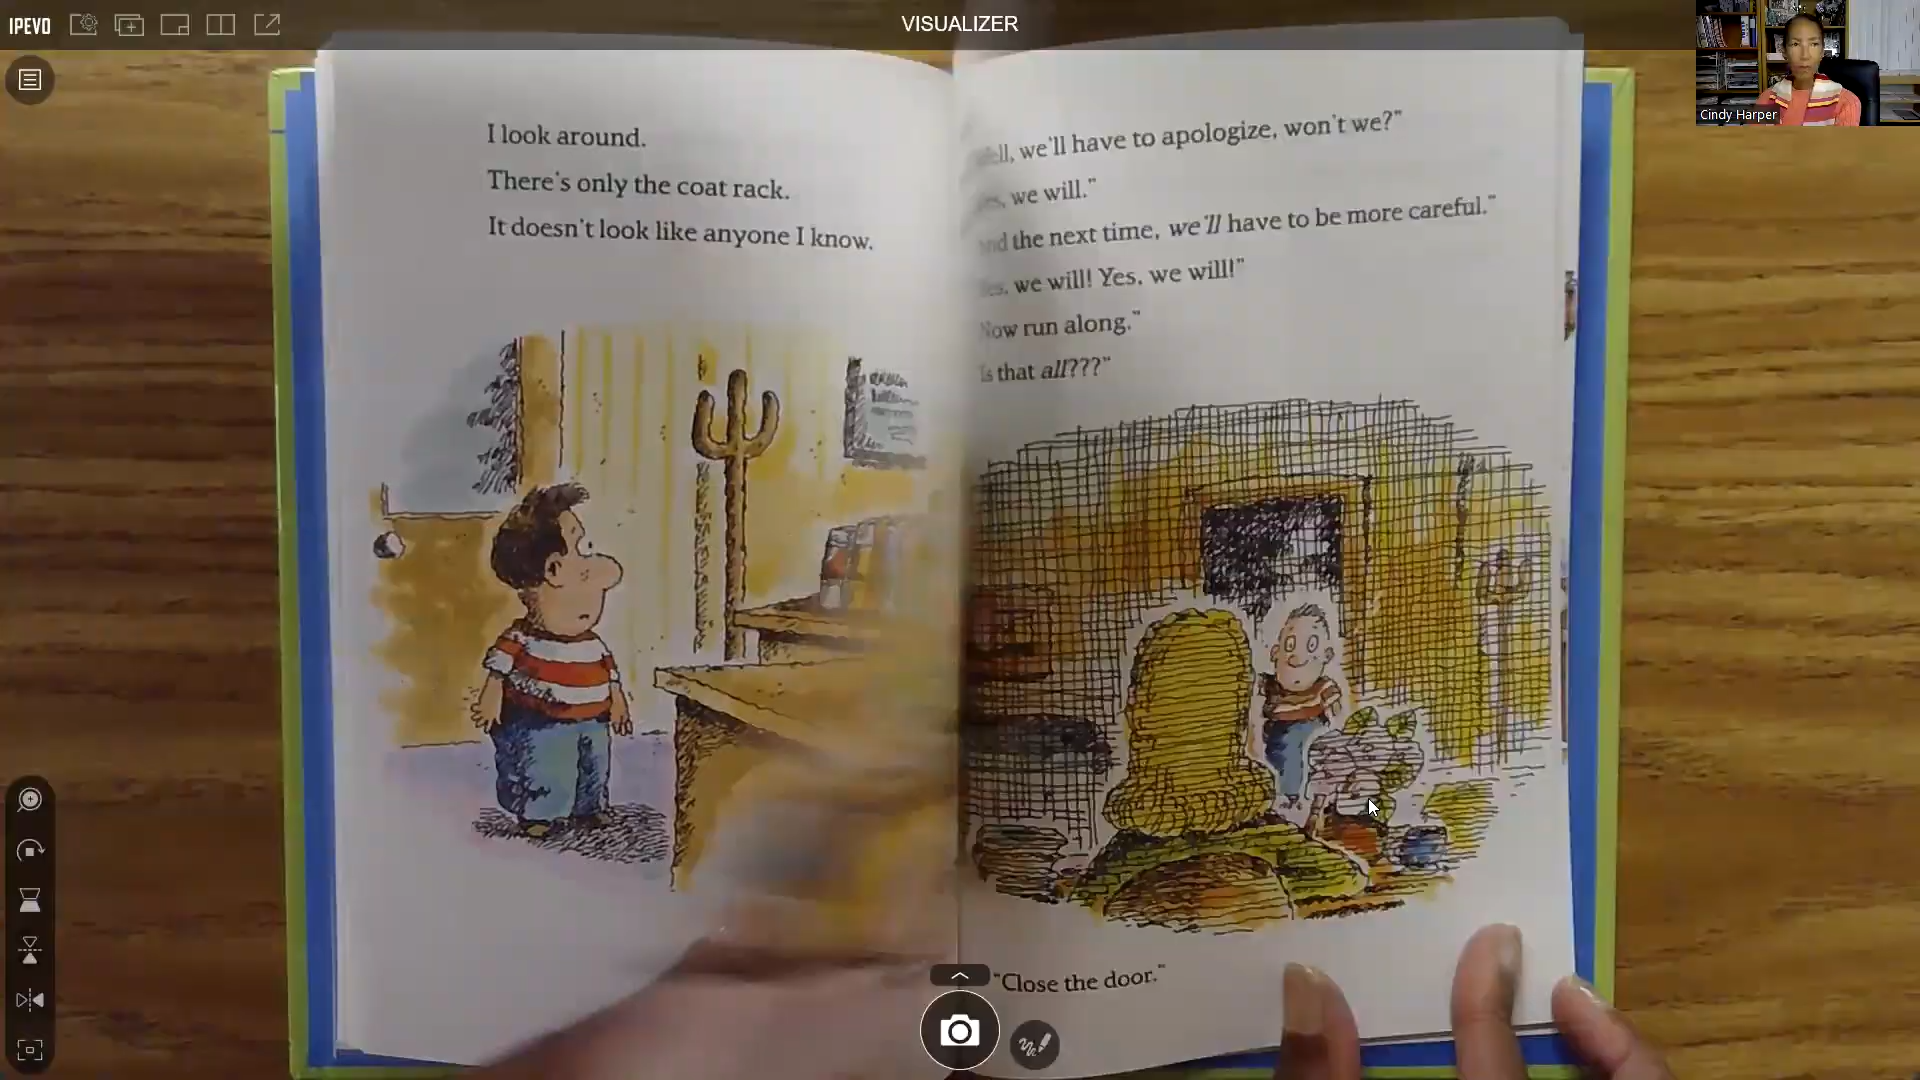 IPEVO
VISUALIZER
Cindy Harper
I look around.
There's only the coat rack.
It doesn't look like anyone I know.
we'll have to apologize, won't we?"
we will."
the next time, we'll have to be more careful."
we will! Yes, we will!"
Now run along."
Is that all???"
"Close the door."